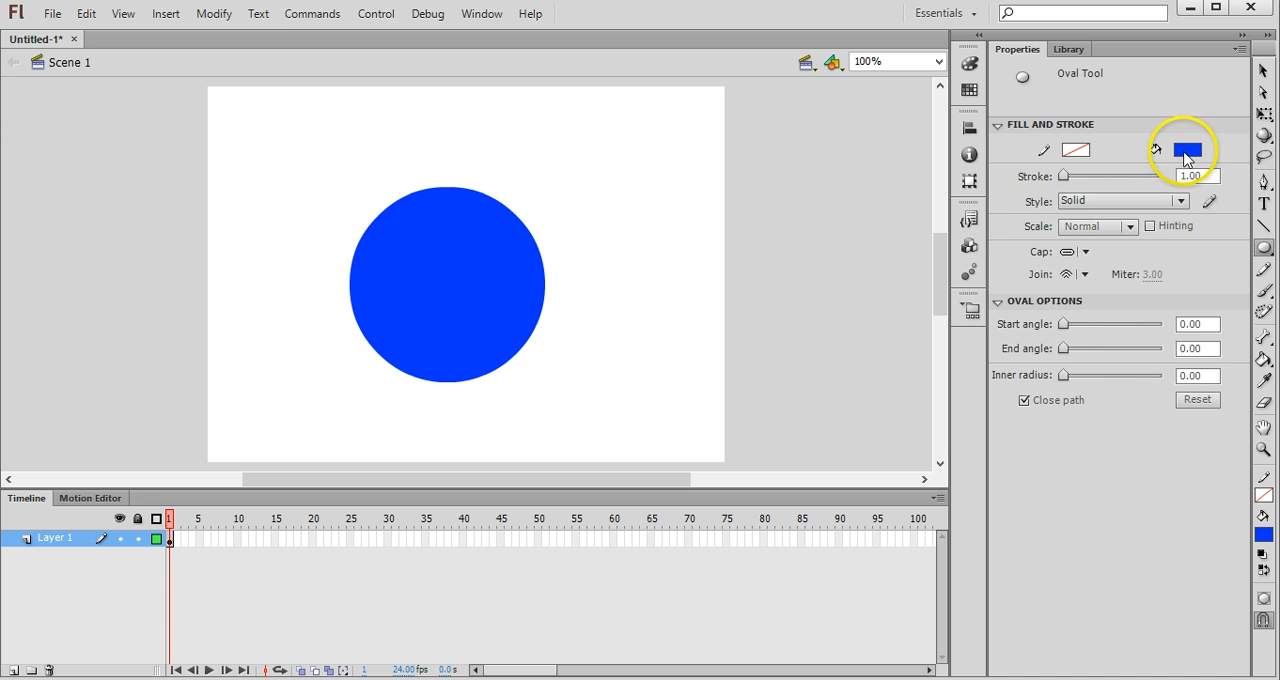 Fl File Edit View Insert Modify Text Commands Control Debug Window Help Essentials
Untitled-1* ×
Scene 1 100%
Properties Library
Oval Tool
FILL AND STROKE
Stroke: 1.00
Style: Solid
Scale: Normal Hinting
Cap:
Join: Miter: 3.00
OVAL OPTIONS
Start angle: 0.00
End angle: 0.00
Inner radius: 0.00
Close path Reset
Timeline Motion Editor
1 5 10 15 20 25 30 35 40 45 50 55 60 65 70 75 80 85 90 95 100
Layer 1
1 24.00 fps 0.0 s